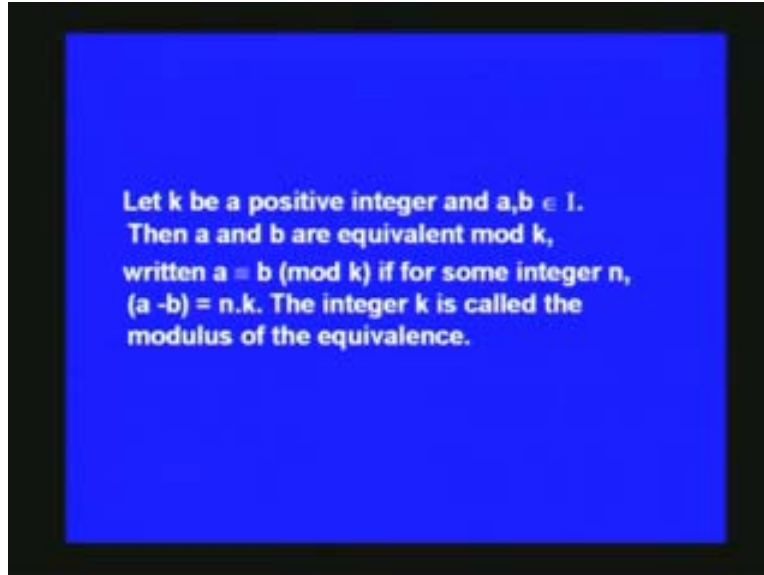 Let k be a positive integer and a,b ∈ I.
Then a and b are equivalent mod k,
written a ≡ b (mod k) if for some integer n,
(a -b) = n.k. The integer k is called the
modulus of the equivalence.